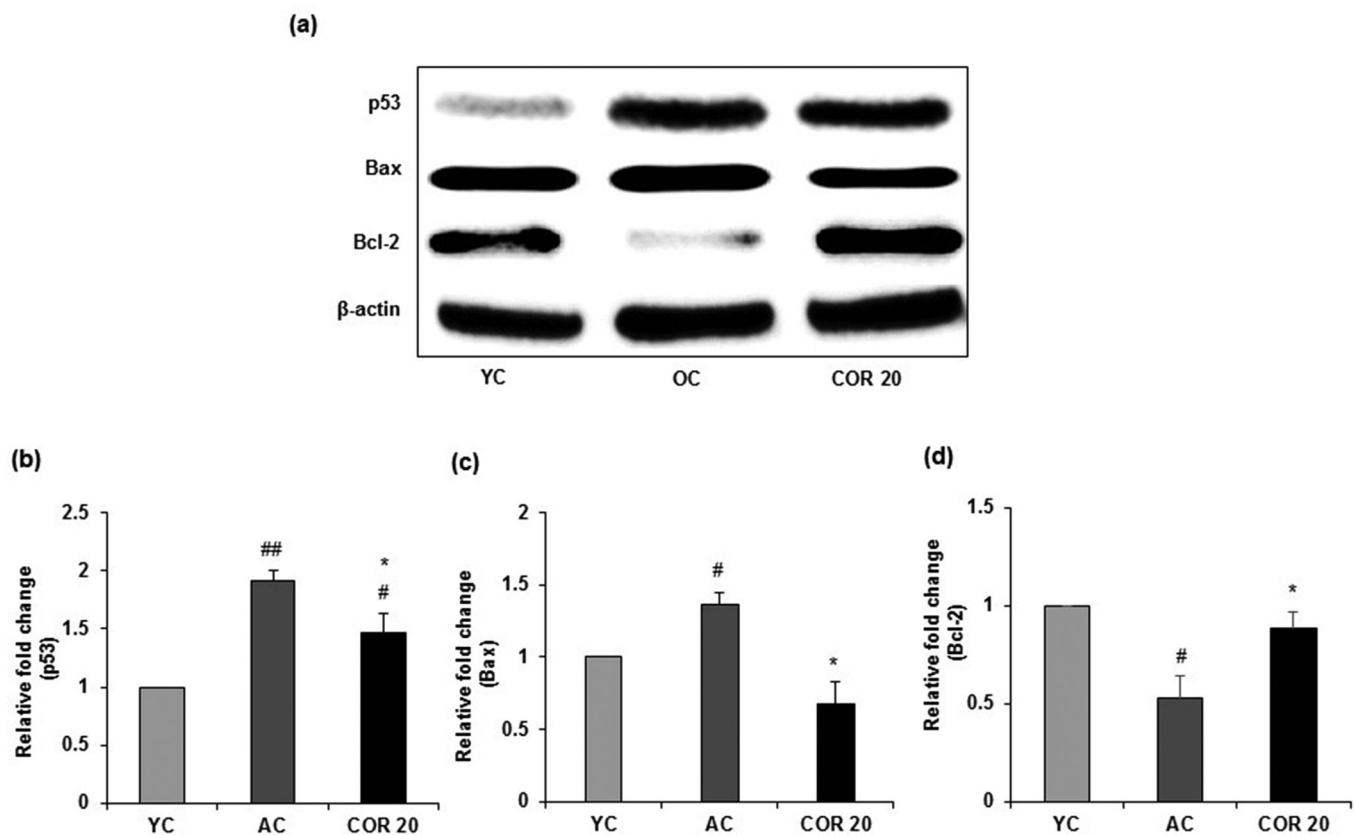 (a)
p53
Bax
Bcl-2
β-actin
YC OC COR 20
(b)
Relative fold change
(p53)
2.5
2
1.5
1
0.5
0
##
*
#
YC AC COR 20
(c)
Relative fold change
(Bax)
2
1.5
1
0.5
0
#
*
YC AC COR 20
(d)
Relative fold change
(Bcl-2)
1.5
1
0.5
0
#
*
YC AC COR 20